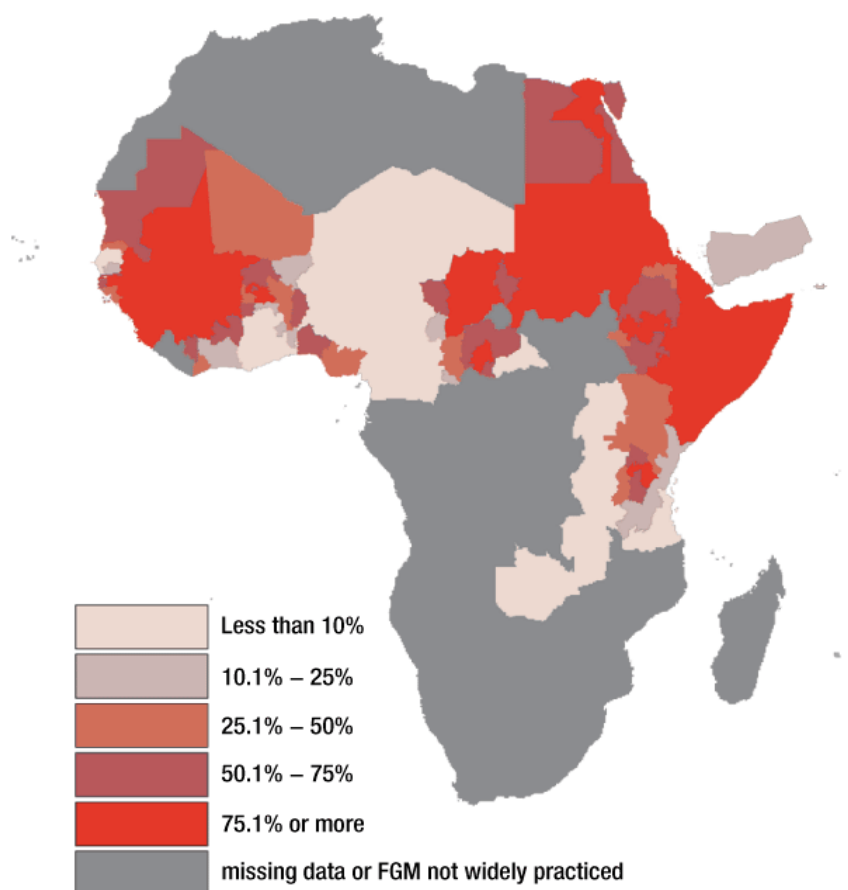 Less than 10%
10.1% – 25%
25.1% – 50%
50.1% – 75%
75.1% or more
missing data or FGM not widely practiced